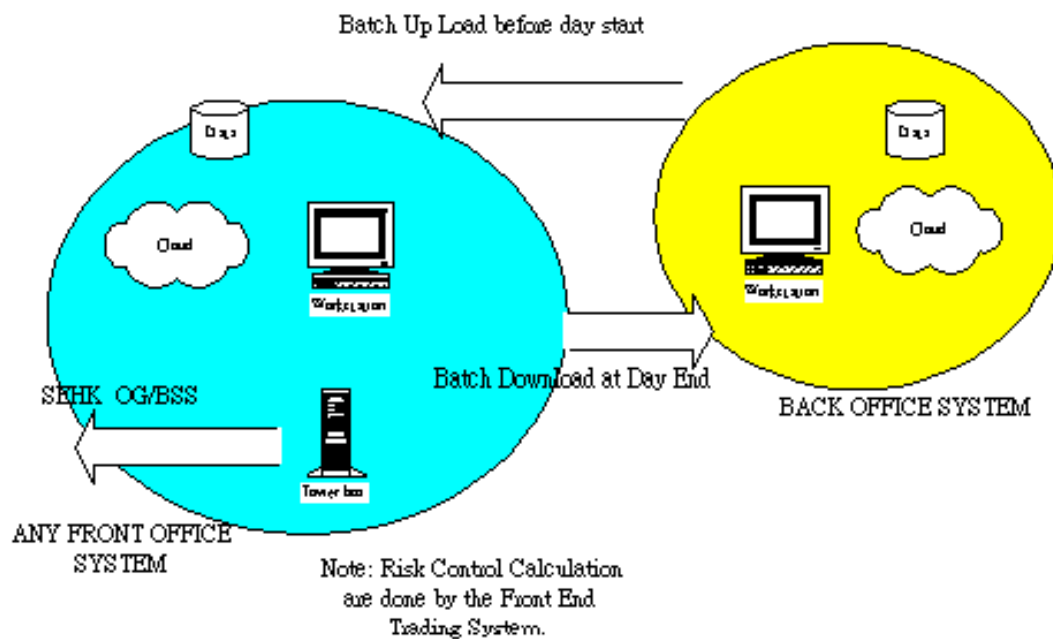 Batch Up Load before day start
Data
Data
Cloud
Cloud
Workstation
Workstation
Batch Download at Day End
SEHK OG/BSS
BACK OFFICE SYSTEM
Tower box
ANY FRONT OFFICE
SYSTEM
Note: Risk Control Calculation
are done by the Front End
Trading System.